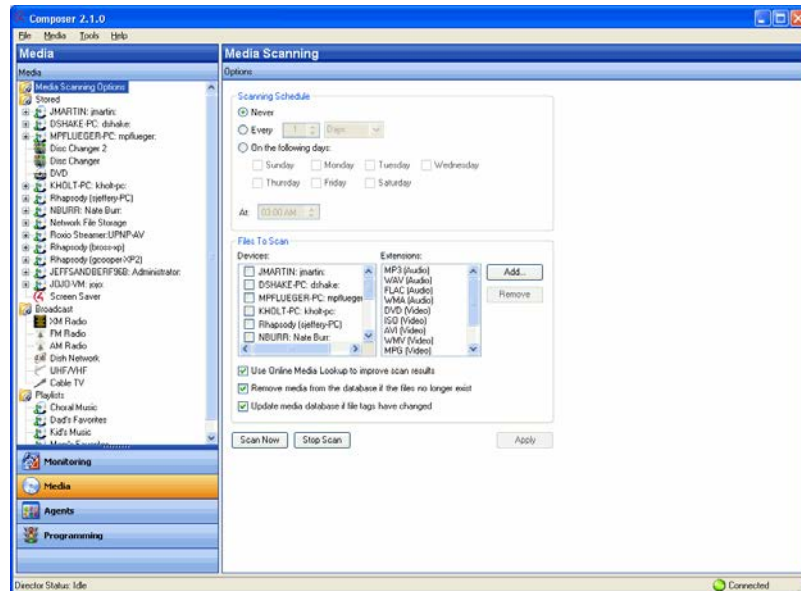 Composer 2.1.0
File Media Tools Help
Media
Media
Media Scanning Options
Stored
JMARTIN: jmartin:
DSHAKE-PC: dshake:
MPFLUEGER-PC: mpflueger:
Disc Changer 2
Disc Changer
DVD
KHOLT-PC: kholt-pc:
Rhapsody (sjeffery-PC)
NBURR: Nate Burr:
Network File Storage
Roxio Streamer:UPNP-AV
Rhapsody (bross-xp)
Rhapsody (gcooper-XP2)
JEFFSANDBERF96B: Administrator:
JOJO-VM: jojo:
Screen Saver
Broadcast
XM Radio
FM Radio
AM Radio
Dish Network
UHF/VHF
Cable TV
Playlists
Choral Music
Dad's Favorites
Kid's Music
Monitoring
Media
Agents
Programming
Media Scanning
Options
Scanning Schedule
Never
Every 1 Days
On the following days:
Sunday Monday Tuesday Wednesday
Thursday Friday Saturday
At: 03:00 AM
Files To Scan
Devices:
JMARTIN: jmartin:
DSHAKE-PC: dshake:
MPFLUEGER-PC: mpflueger
KHOLT-PC: kholt-pc:
Rhapsody (sjeffery-PC)
NBURR: Nate Burr:
Extensions:
MP3 (Audio)
WAV (Audio)
FLAC (Audio)
WMA (Audio)
DVD (Video)
ISO (Video)
AVI (Video)
WMV (Video)
MPG (Video)
Add...
Remove
Use Online Media Lookup to improve scan results
Remove media from the database if the files no longer exist
Update media database if file tags have changed
Scan Now Stop Scan Apply
Director Status: Idle
Connected